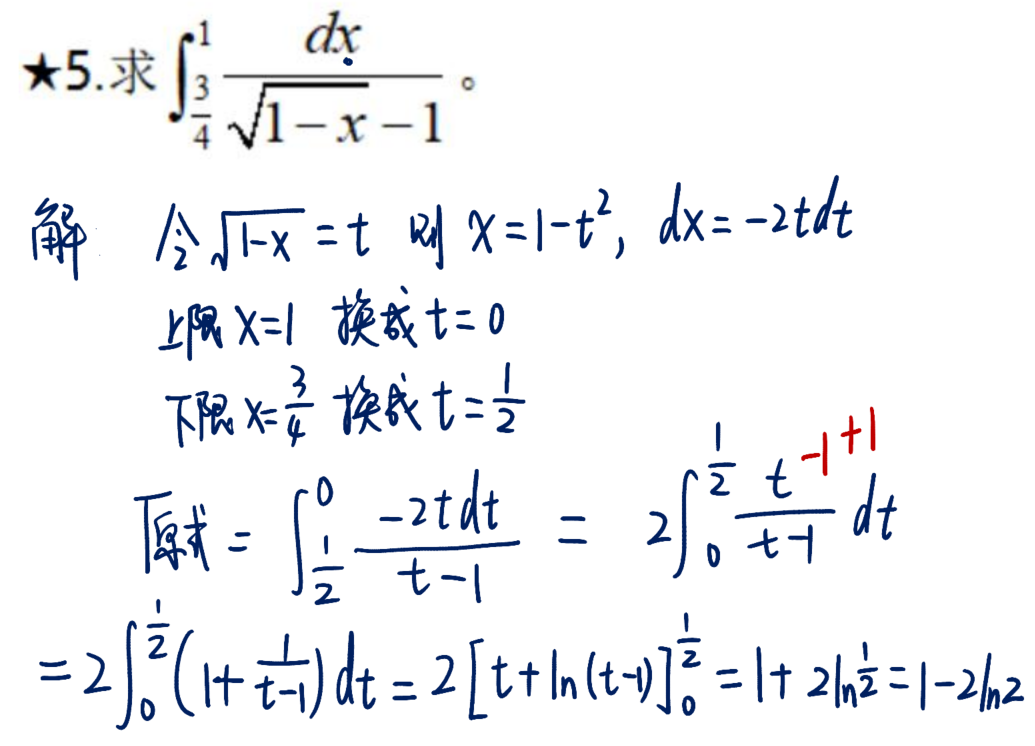 ★5.求 $\int_{\frac{3}{4}}^{1} \frac{dx}{\sqrt{1-x}-1}$ 。
解 令 $\sqrt{1-x}=t$ 则 $x=1-t^2$, $dx=-2tdt$
上限 $x=1$ 换成 $t=0$
下限 $x=\frac{3}{4}$ 换成 $t=\frac{1}{2}$
原式 $= \int_{\frac{1}{2}}^{0} \frac{-2tdt}{t-1} = 2\int_{0}^{\frac{1}{2}} \frac{t-1+1}{t-1} dt$
$= 2\int_{0}^{\frac{1}{2}} (1+\frac{1}{t-1}) dt = 2[t+\ln(t-1)]_{0}^{\frac{1}{2}} = 1+2\ln\frac{1}{2} = 1-2\ln 2$